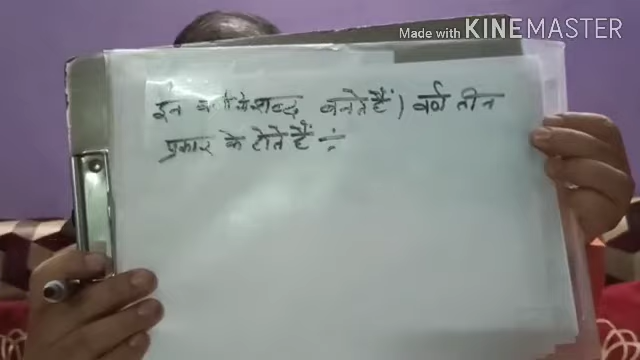 Made with KINEMASTER
इन वर्णों से शब्द बनते हैं। वर्ण तीन
प्रकार के होते हैं ÷